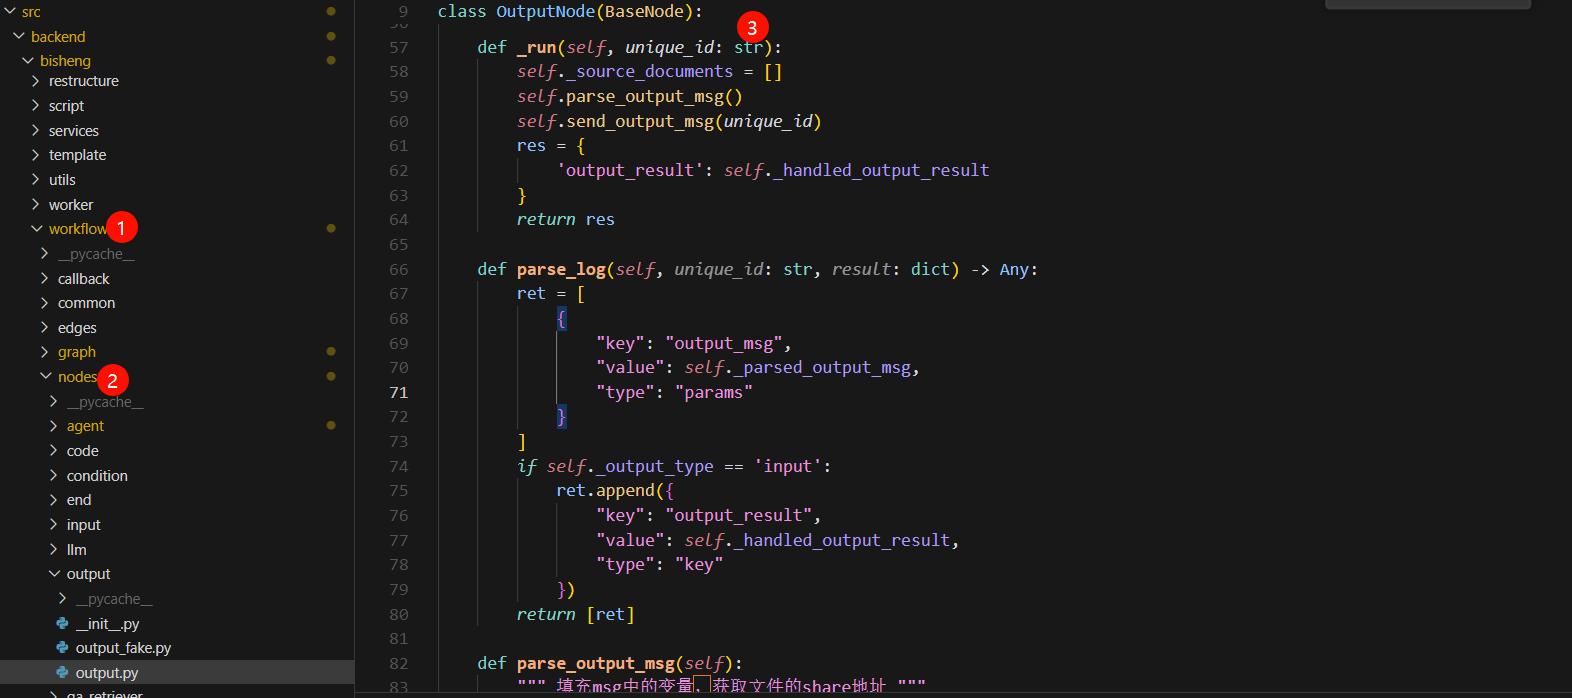 src
backend
bisheng
restructure
script
services
template
utils
worker
workflow 1
__pycache__
callback
common
edges
graph
nodes 2
__pycache__
agent
code
condition
end
input
llm
output
__pycache__
__init__.py
output_fake.py
output.py
qa_retriever
9 class OutputNode(BaseNode):
3
56
57 def _run(self, unique_id: str):
58 self._source_documents = []
59 self.parse_output_msg()
60 self.send_output_msg(unique_id)
61 res = {
62 'output_result': self._handled_output_result
63 }
64 return res
65
66 def parse_log(self, unique_id: str, result: dict) -> Any:
67 ret = [
68 {
69 "key": "output_msg",
70 "value": self._parsed_output_msg,
71 "type": "params"
72 }
73 ]
74 if self._output_type == 'input':
75 ret.append({
76 "key": "output_result",
77 "value": self._handled_output_result,
78 "type": "key"
79 })
80 return [ret]
81
82 def parse_output_msg(self):
83 """ 填充msg中的变量，获取文件的share地址 """